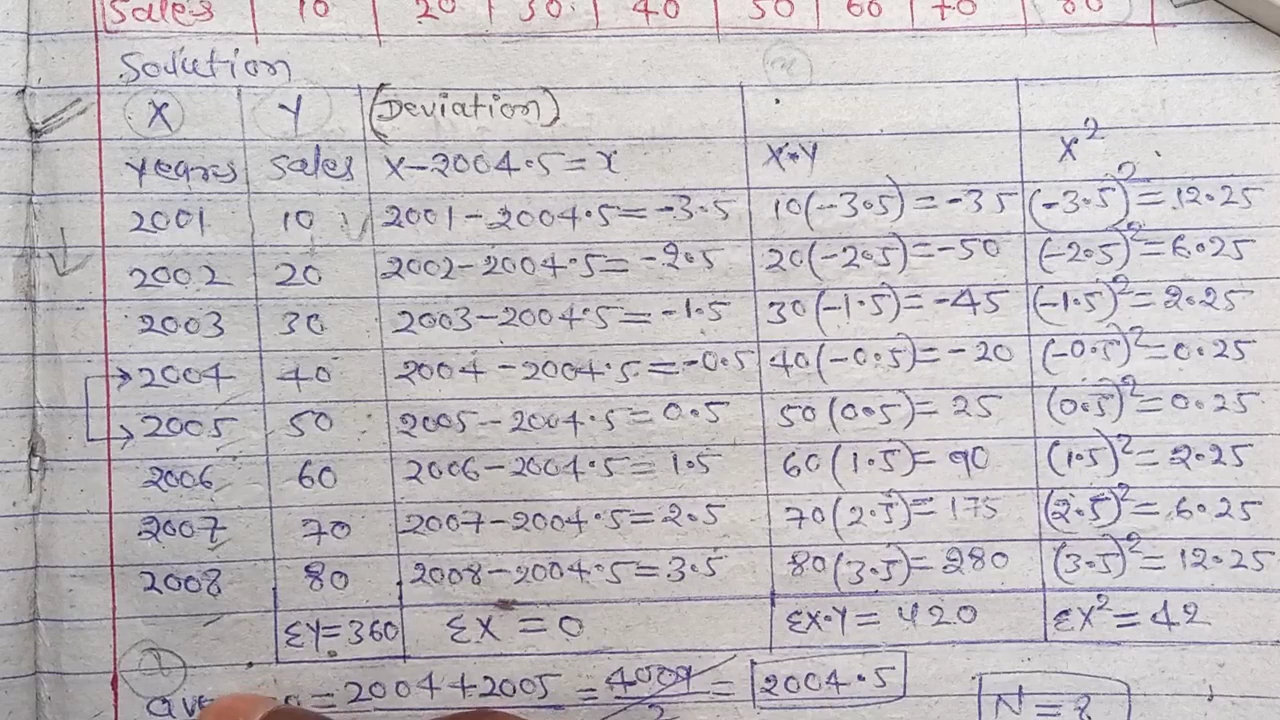 Sales 10 20 30 40 50 60 70 80
Solution
X Y (Deviation)
years sales X-2004.5=x X.Y X²
2001 10 2001-2004.5=-3.5 10(-3.5)=-35 (-3.5)²=12.25
2002 20 2002-2004.5=-2.5 20(-2.5)=-50 (-2.5)²=6.25
2003 30 2003-2004.5=-1.5 30(-1.5)=-45 (-1.5)²=2.25
2004 40 2004-2004.5=-0.5 40(-0.5)=-20 (-0.5)²=0.25
2005 50 2005-2004.5=0.5 50(0.5)=25 (0.5)²=0.25
2006 60 2006-2004.5=1.5 60(1.5)=90 (1.5)²=2.25
2007 70 2007-2004.5=2.5 70(2.5)=175 (2.5)²=6.25
2008 80 2008-2004.5=3.5 80(3.5)=280 (3.5)²=12.25
ΣY=360 ΣX=0 ΣX.Y=420 ΣX²=42
=2004+2005=4009/2=2004.5 N=8